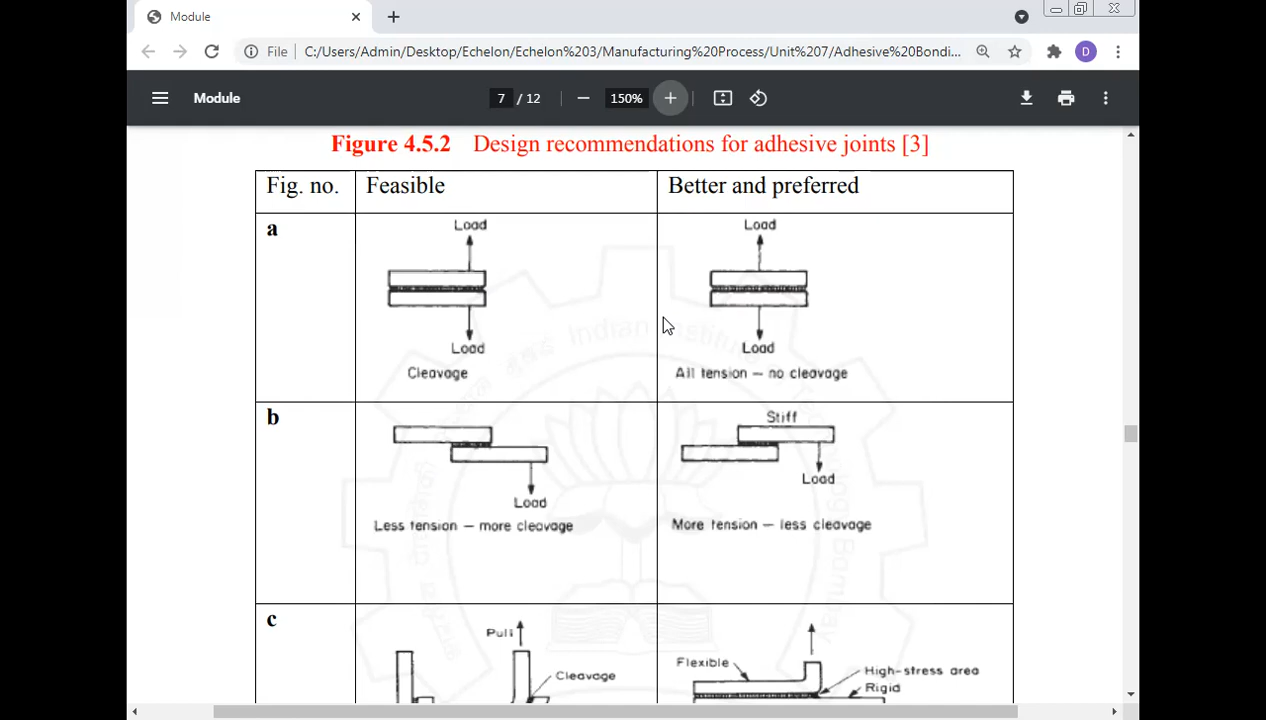 Module
File
C:/Users/Admin/Desktop/Echelon/Echelon%203/Manufacturing%20Process/Unit%207/Adhesive%20Bondi...
D
Module
7 / 12
150%
Figure 4.5.2 Design recommendations for adhesive joints [3]
Fig. no. Feasible Better and preferred
a
Load Load
Load Load
Cleavage All tension – no cleavage
b
Stiff
Load Load
Less tension – more cleavage More tension – less cleavage
c
Pull
Cleavage
Flexible
High-stress area
Rigid
Indian
Bombay